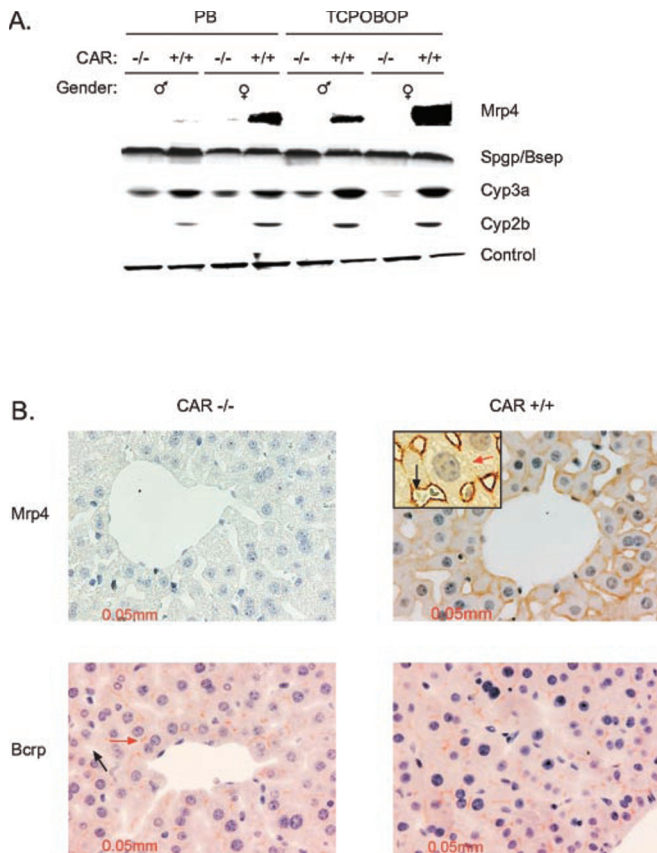 A.
PB TCPOBOP
CAR: -/- +/+ -/- +/+ -/- +/+ -/- +/+
Gender: ♂ ♀ ♂ ♀
Mrp4
Spgp/Bsep
Cyp3a
Cyp2b
Control
B.
CAR -/- CAR +/+
Mrp4
0.05mm 0.05mm
Bcrp
0.05mm 0.05mm